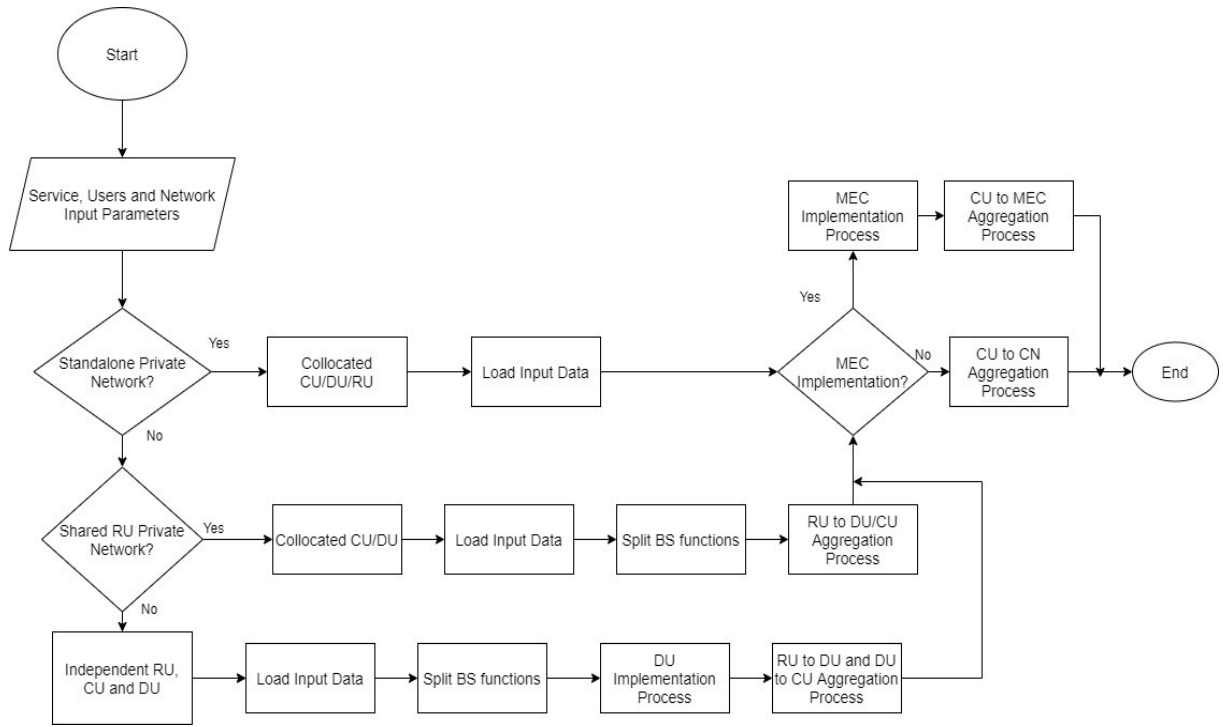 Start
Service, Users and Network
Input Parameters
MEC
Implementation
Process
CU to MEC
Aggregation
Process
Yes
Standalone Private
Network?
Yes
Collocated
CU/DU/RU
Load Input Data
MEC
Implementation?
No
CU to CN
Aggregation
Process
End
No
Shared RU Private
Network?
Yes
Collocated CU/DU
Load Input Data
Split BS functions
RU to DU/CU
Aggregation
Process
No
Independent RU,
CU and DU
Load Input Data
Split BS functions
DU
Implementation
Process
RU to DU and DU
to CU Aggregation
Process